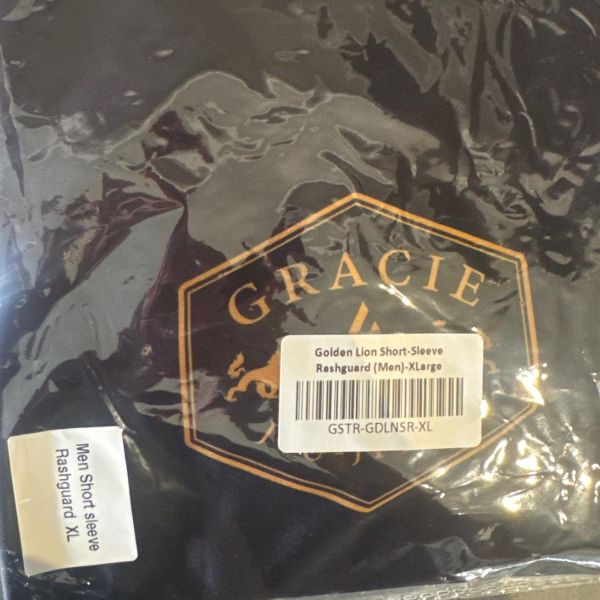 GRACIE
Golden Lion Short-Sleeve
Rashguard (Men)-XLarge
GSTR-GDLNSR-XL
Men Short sleeve
Rashguard XL